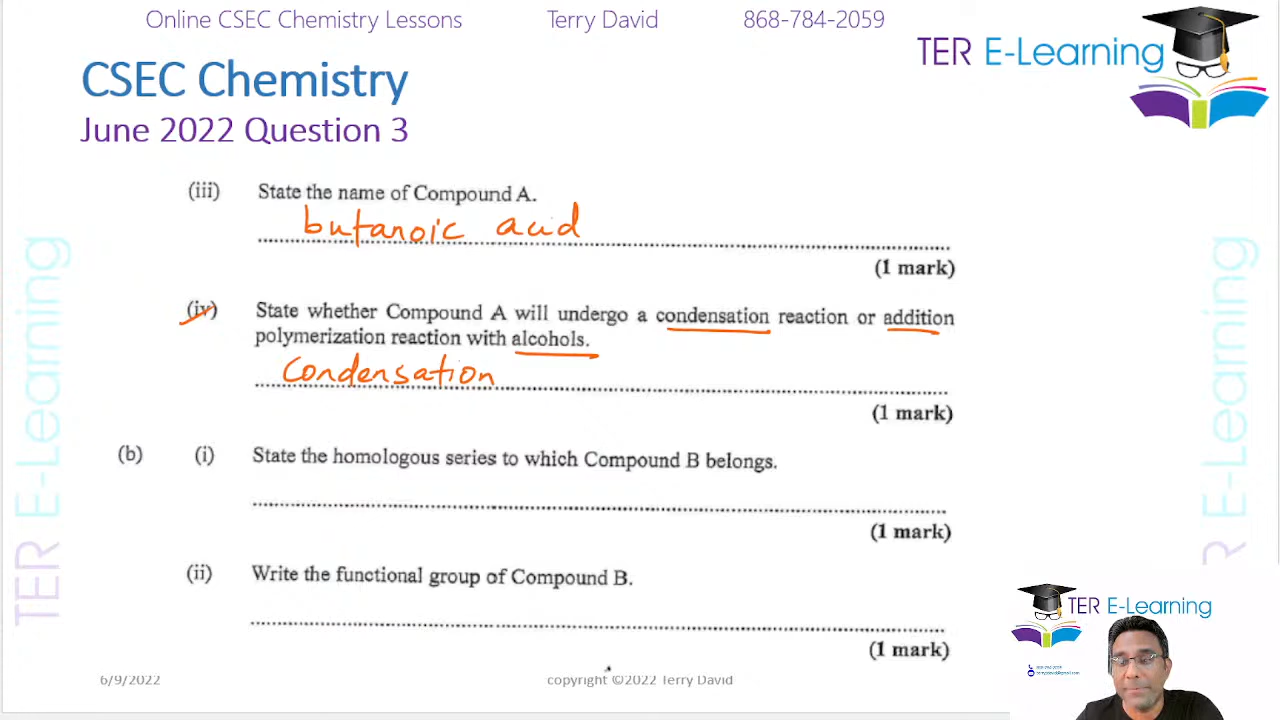 Online CSEC Chemistry Lessons Terry David 868-784-2059
TER E-Learning
CSEC Chemistry
June 2022 Question 3
(iii) State the name of Compound A.
butanoic acid
(1 mark)
(iv) State whether Compound A will undergo a condensation reaction or addition
polymerization reaction with alcohols.
Condensation
(1 mark)
(b) (i) State the homologous series to which Compound B belongs.
(1 mark)
(ii) Write the functional group of Compound B.
(1 mark)
6/9/2022 copyright ©2022 Terry David
TER E-Learning
R E-Learning
TER E-Learning